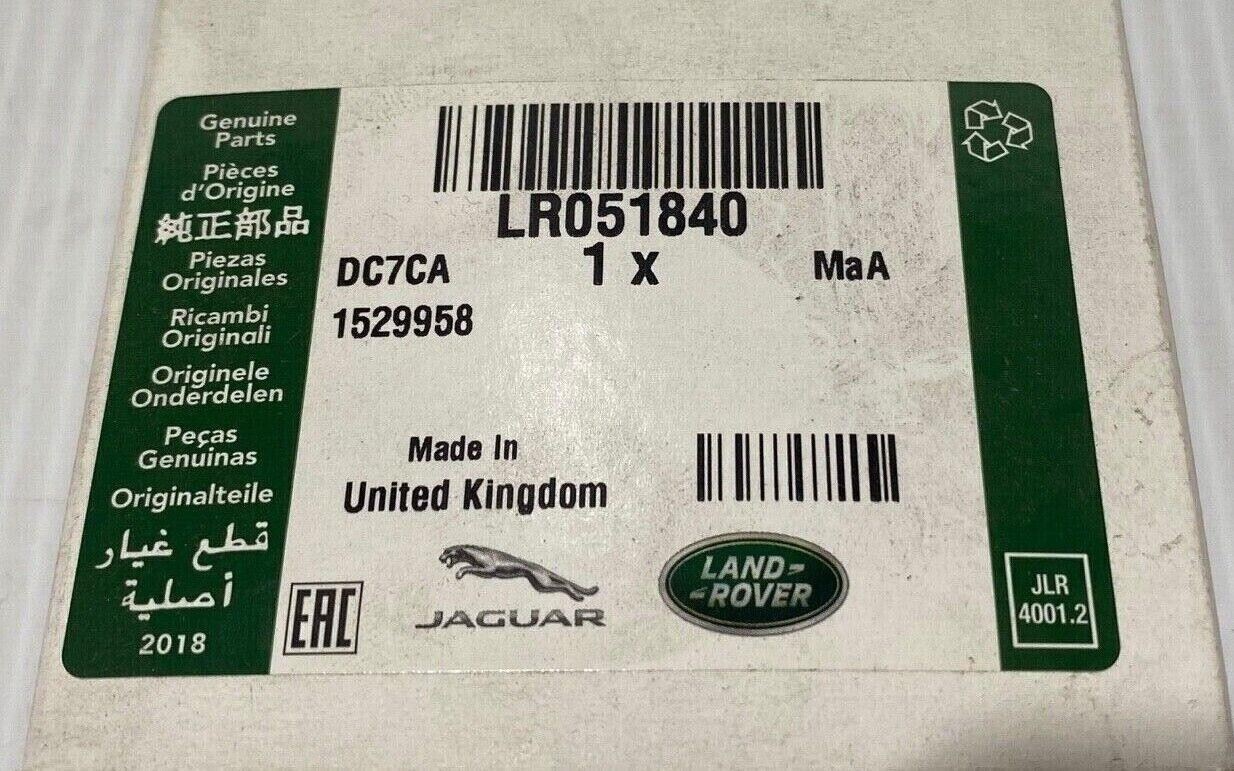 Genuine
Parts
Pièces
d'Origine
純正部品
Piezas
Originales
Ricambi
Originali
Originele
Onderdelen
Peças
Genuinas
Originalteile
قطع غيار
أصلية
2018
LR051840
DC7CA 1 x MaA
1529958
Made In
United Kingdom
EAC
JAGUAR
LAND-
-ROVER
JLR
4001.2